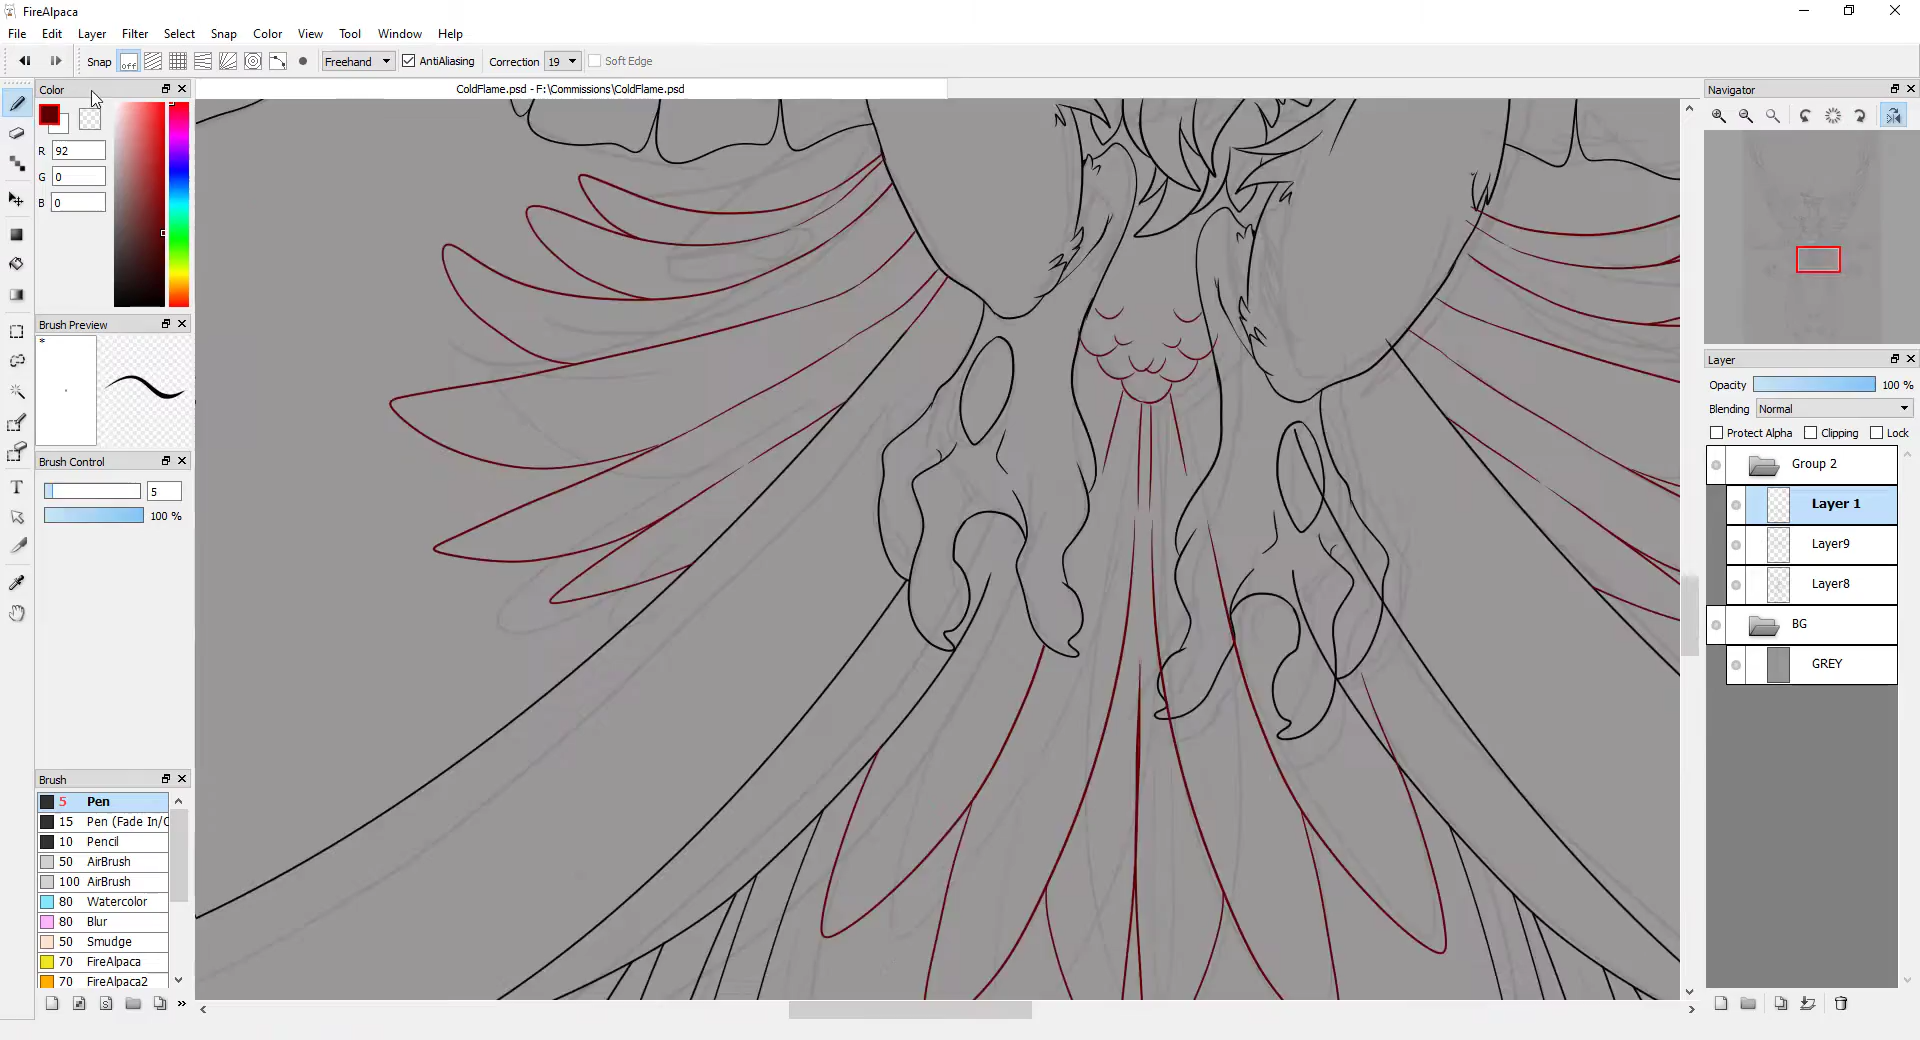 FireAlpaca
File Edit Layer Filter Select Snap Color View Tool Window Help
Snap off Freehand AntiAliasing Correction 19 Soft Edge
Color
ColdFlame.psd - F:\Commissions\ColdFlame.psd
Navigator
R 92
G 0
B 0
Brush Preview
*
Layer
Opacity 100 %
Blending Normal
Protect Alpha Clipping Lock
Brush Control
5
100 %
Group 2
Layer 1
Layer9
Layer8
BG
GREY
Brush
5 Pen
15 Pen (Fade In/O
10 Pencil
50 AirBrush
100 AirBrush
80 Watercolor
80 Blur
50 Smudge
70 FireAlpaca
70 FireAlpaca2